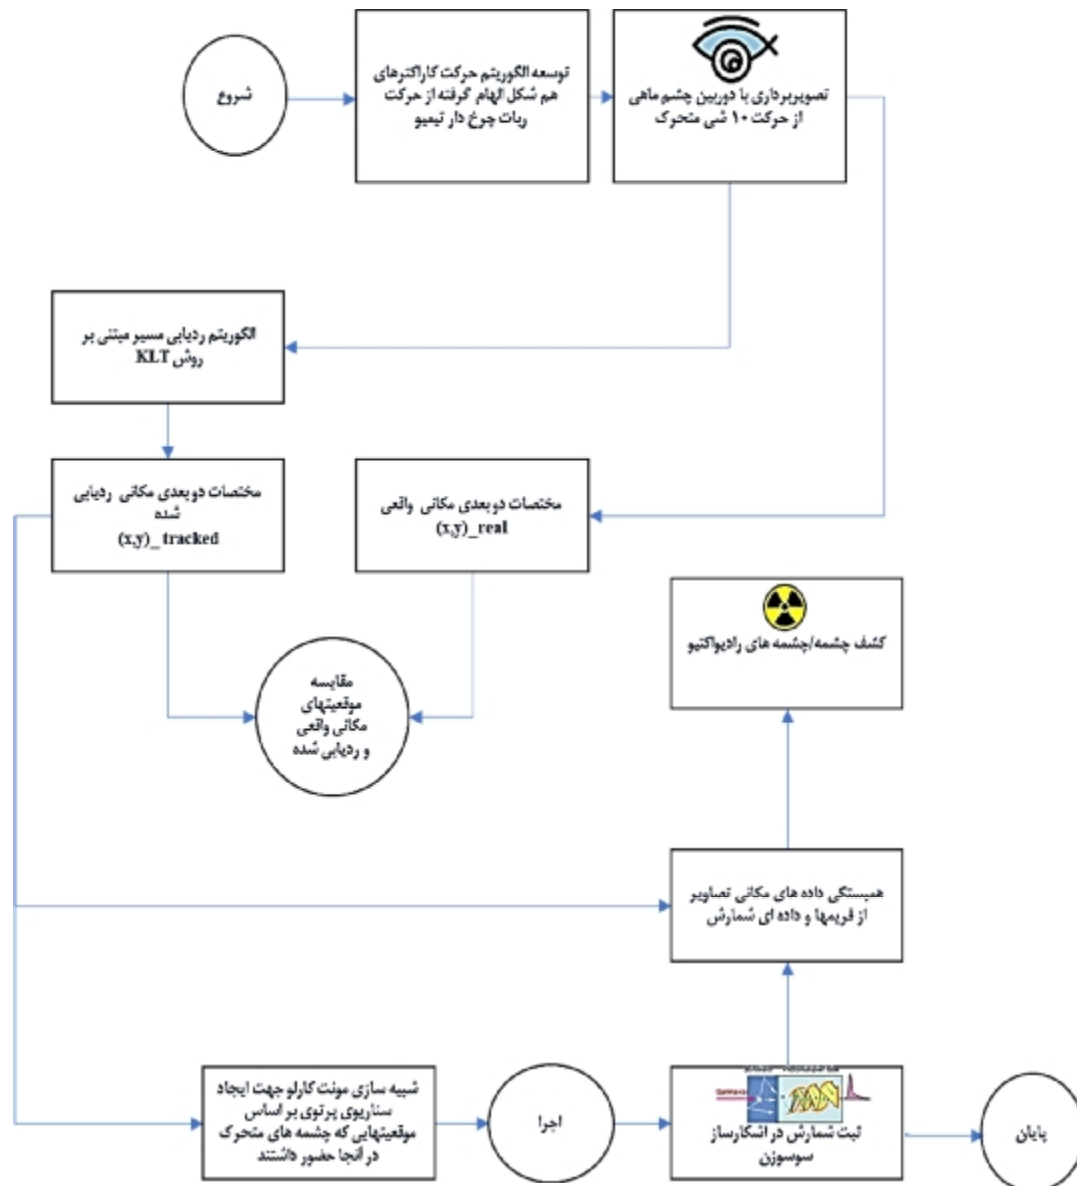 شروع
توسعه الگوریتم حرکت کاراکترهای
هم شکل الهام گرفته از حرکت
ربات چرخ دار تیمیو
تصویربرداری با دوربین چشم ماهی
از حرکت ۱۰ شی متحرک
الگوریتم ردیابی مسیر مبتنی بر
روش KLT
مختصات دوبعدی مکانی ردیابی
شده
(x,y)_tracked
مختصات دوبعدی مکانی واقعی
(x,y)_real
مقایسه
موقعیتهای
مکانی واقعی
و ردیابی شده
کشف چشمه/چشمه های رادیواکتیو
همبستگی داده های مکانی تصاویر
از فریمها و داده ای شمارش
شبیه سازی مونت کارلو جهت ایجاد
سناریوی پرتوی بر اساس
موقعیتهایی که چشمه های متحرک
در آنجا حضور داشتند
اجرا
ثبت شمارش در آشکارساز
سوسوزن
پایان